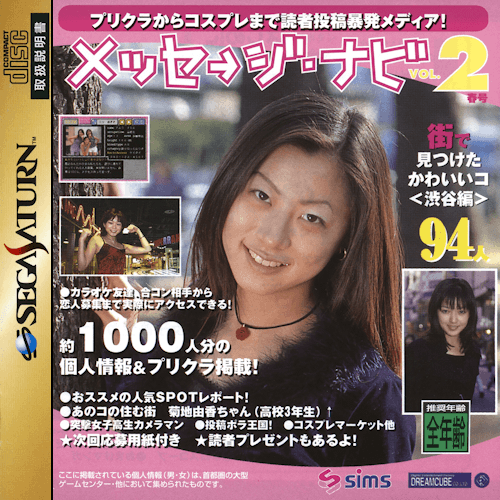 COMPACT
disc
取扱説明書
プリクラからコスプレまで読者投稿暴発メディア!
メッセージ・ナビ
VOL.2
春号
街で
見つけた
かわいいコ
<渋谷編>
94人
●カラオケ友達、合コン相手から
恋人募集まで実際にアクセスできる!
約1000人分の
個人情報&プリクラ掲載!
●おススメの人気SPOTレポート!
●あのコの住む街 菊地由香ちゃん(高校3年生)↑
●突撃女子高生カメラマン ●投稿ボラ王国! ●コスプレマーケット他
★次回応募用紙付き ★読者プレゼントもあるよ!
推奨年齢
全年齢
ここに掲載されている個人情報(男・女)は、首都圏の大型
ゲームセンター・他において集められたものです。
sims
DREAMCUBE
SEGA SATURN™